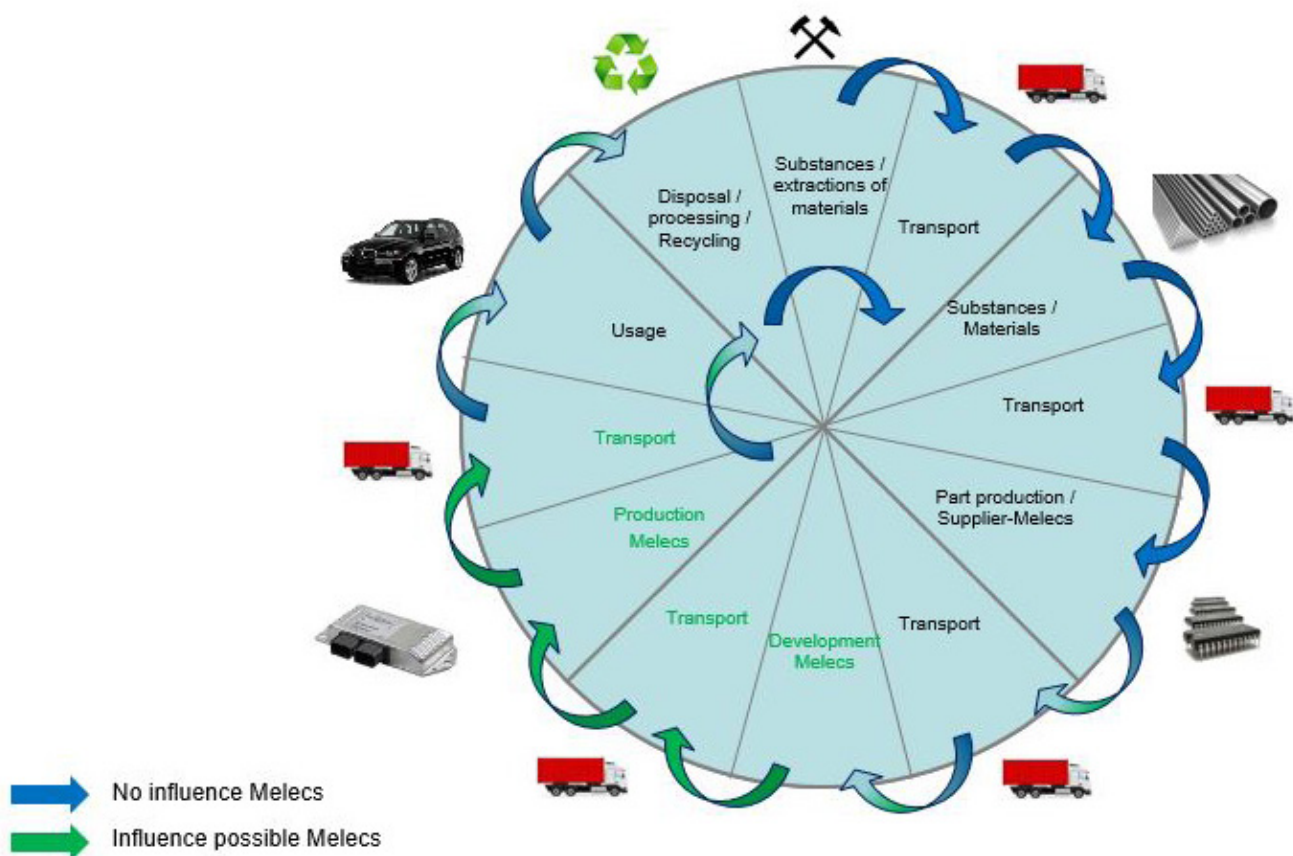 Substances /
extractions of
materials
Transport
Substances /
Materials
Transport
Part production /
Supplier-Melecs
Transport
Development
Melecs
Transport
Production
Melecs
Transport
Usage
Disposal /
processing /
Recycling
No influence Melecs
Influence possible Melecs